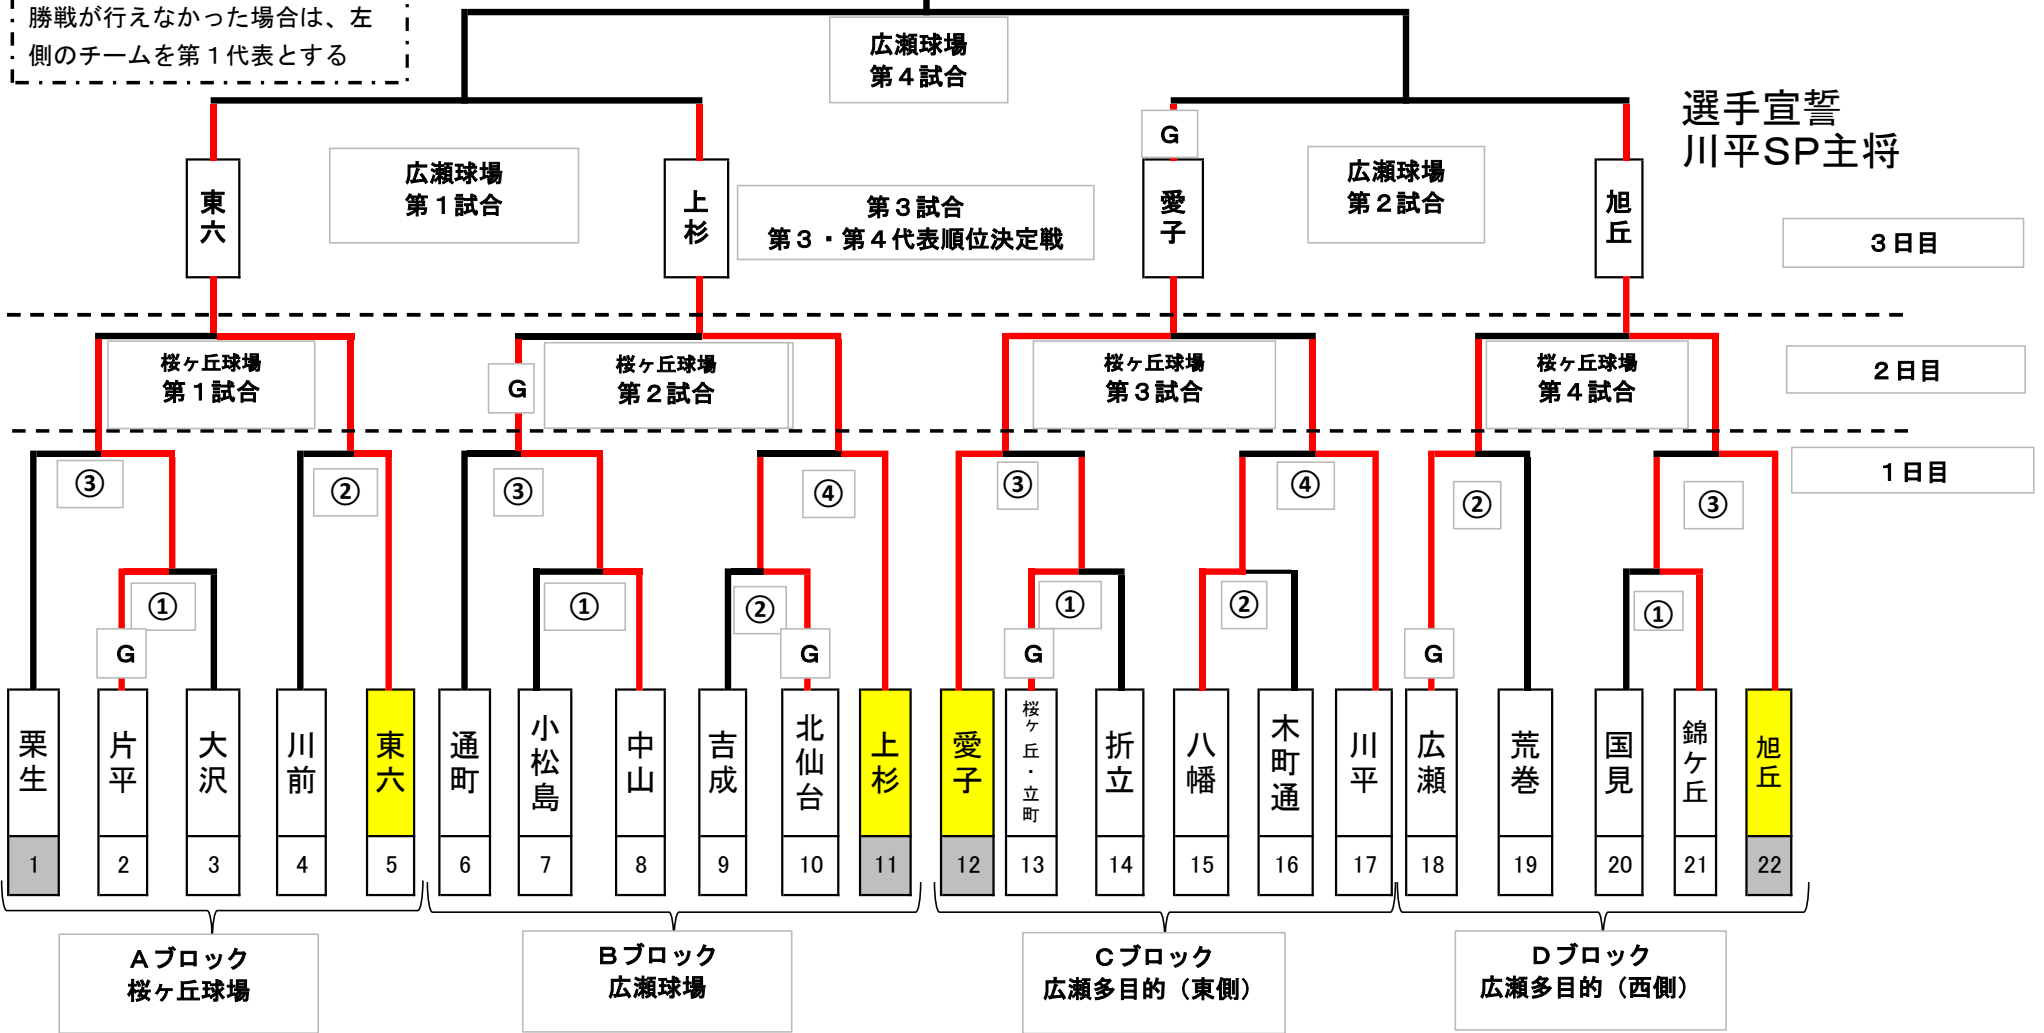 勝戦が行えなかった場合は、左
側のチームを第１代表とする
広瀬球場
第４試合
選手宣誓
川平SP主将
G
東六
広瀬球場
第１試合
上杉
第３試合
第３・第４代表順位決定戦
愛子
広瀬球場
第２試合
旭丘
３日目
桜ヶ丘球場
第１試合
G
桜ヶ丘球場
第２試合
桜ヶ丘球場
第３試合
桜ヶ丘球場
第４試合
２日目
１日目
③
②
③
④
③
④
②
③
①
①
②
①
②
①
G
G
G
G
栗生
片平
大沢
川前
東六
通町
小松島
中山
吉成
北仙台
上杉
愛子
桜ヶ丘・立町
折立
八幡
木町通
川平
広瀬
荒巻
国見
錦ケ丘
旭丘
1
2
3
4
5
6
7
8
9
10
11
12
13
14
15
16
17
18
19
20
21
22
Ａブロック
桜ヶ丘球場
Ｂブロック
広瀬球場
Ｃブロック
広瀬多目的（東側）
Ｄブロック
広瀬多目的（西側）